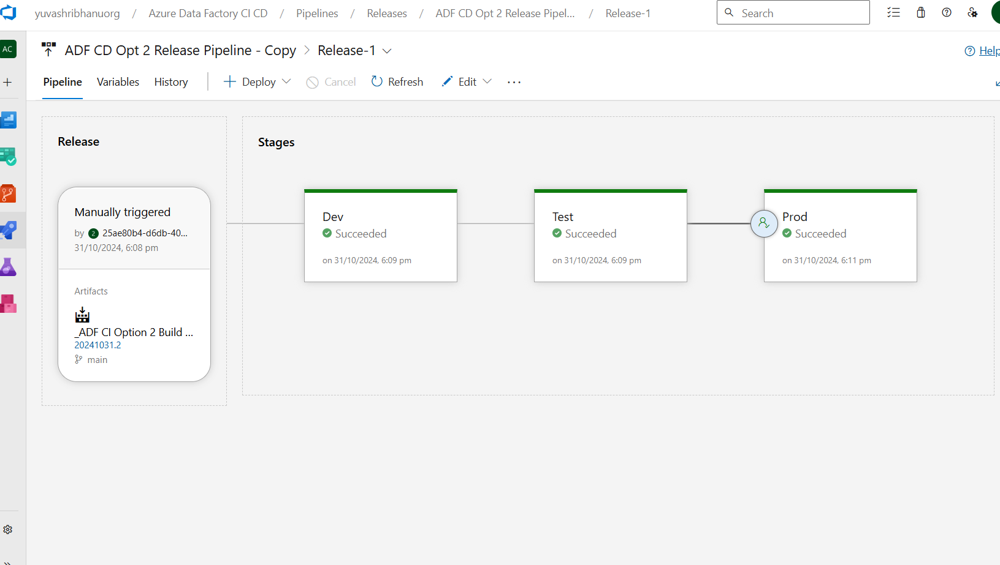 yuvashribhanuorg / Azure Data Factory CI CD / Pipelines / Releases / ADF CD Opt 2 Release Pipel... / Release-1
Search
AC
ADF CD Opt 2 Release Pipeline - Copy > Release-1
Help
Pipeline Variables History Deploy Cancel Refresh Edit ...
Release
Manually triggered
by 2 25ae80b4-d6db-40...
31/10/2024, 6:08 pm
Artifacts
_ADF CI Option 2 Build ...
20241031.2
main
Stages
Dev
Succeeded
on 31/10/2024, 6:09 pm
Test
Succeeded
on 31/10/2024, 6:09 pm
Prod
Succeeded
on 31/10/2024, 6:11 pm